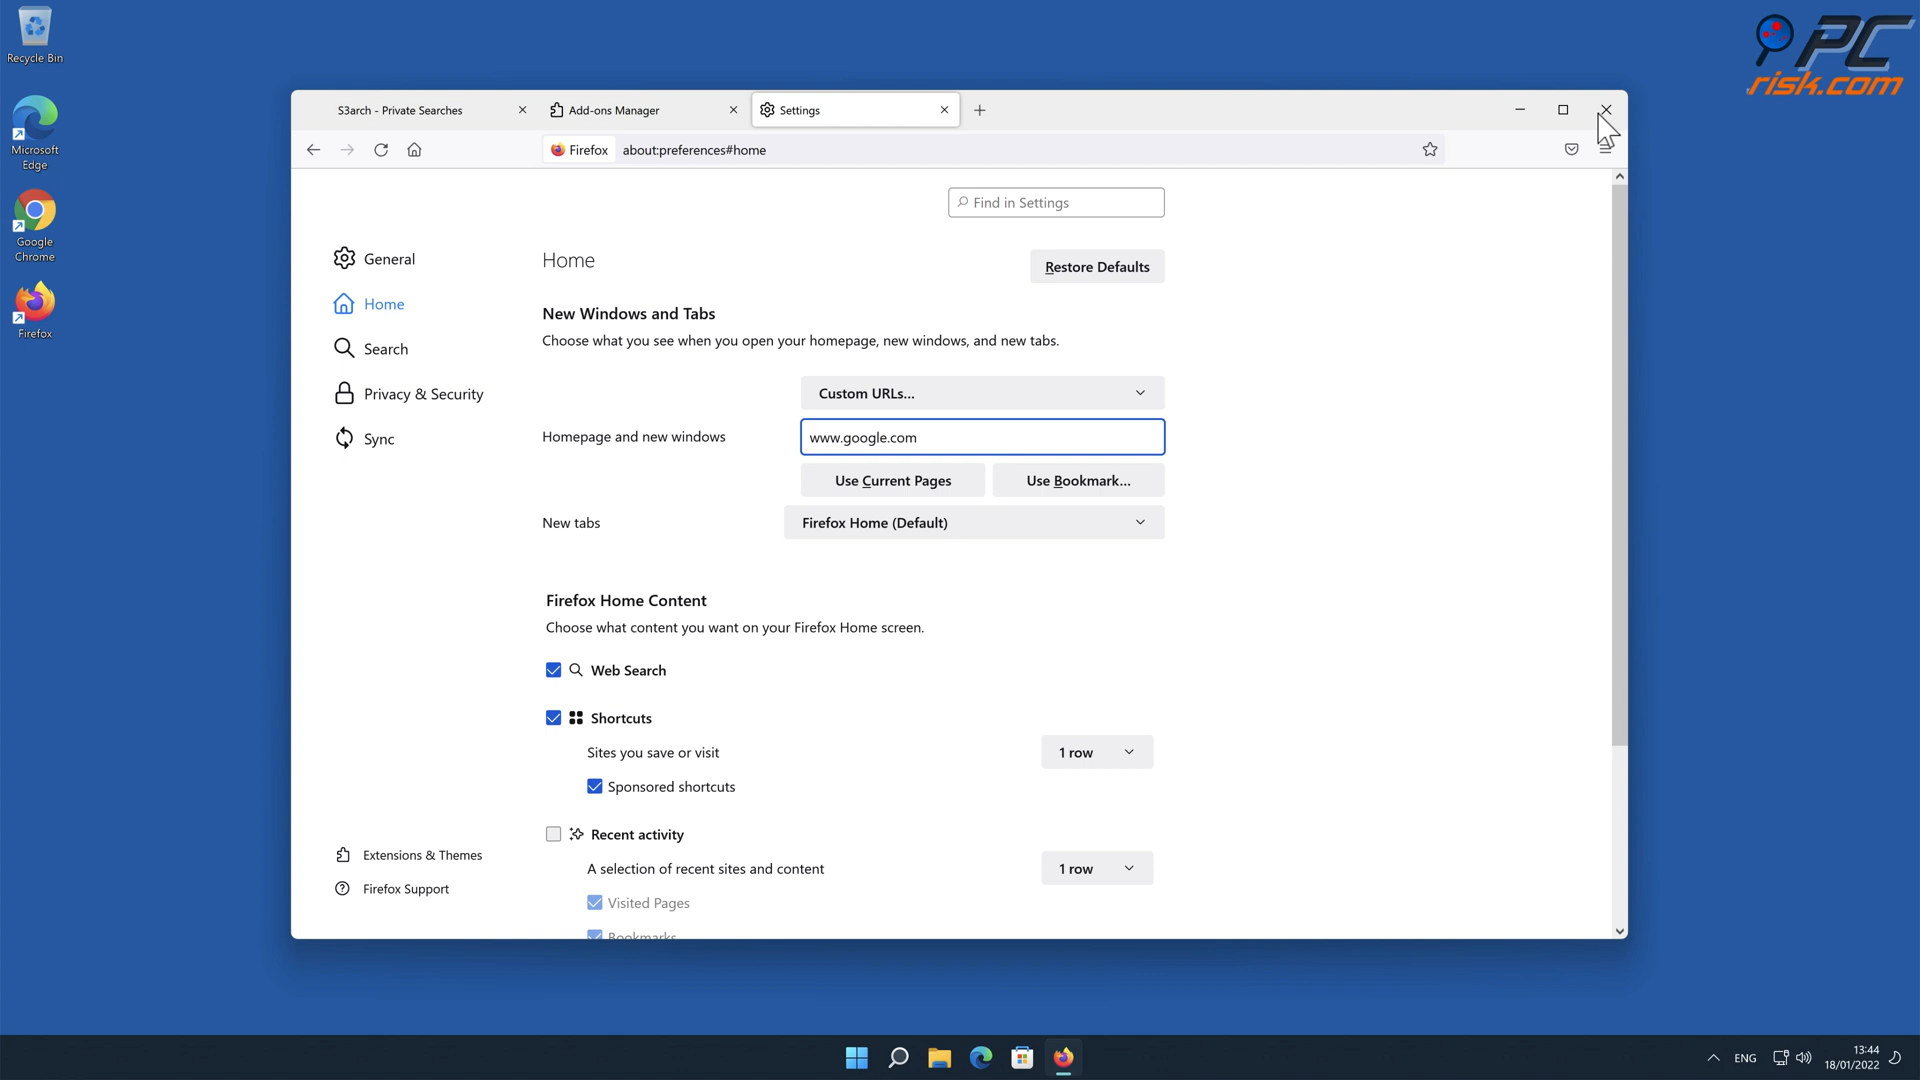 Recycle Bin
Microsoft
Edge
Google
Chrome
Firefox
PC
risk.com
S3arch - Private Searches
Add-ons Manager
Settings
Firefox
about:preferences#home
Find in Settings
General
Home
Search
Privacy & Security
Sync
Extensions & Themes
Firefox Support
Home
Restore Defaults
New Windows and Tabs
Choose what you see when you open your homepage, new windows, and new tabs.
Custom URLs...
Homepage and new windows
www.google.com
Use Current Pages
Use Bookmark...
New tabs
Firefox Home (Default)
Firefox Home Content
Choose what content you want on your Firefox Home screen.
Web Search
Shortcuts
Sites you save or visit
1 row
Sponsored shortcuts
Recent activity
A selection of recent sites and content
1 row
Visited Pages
Bookmarks
ENG
13:44
18/01/2022